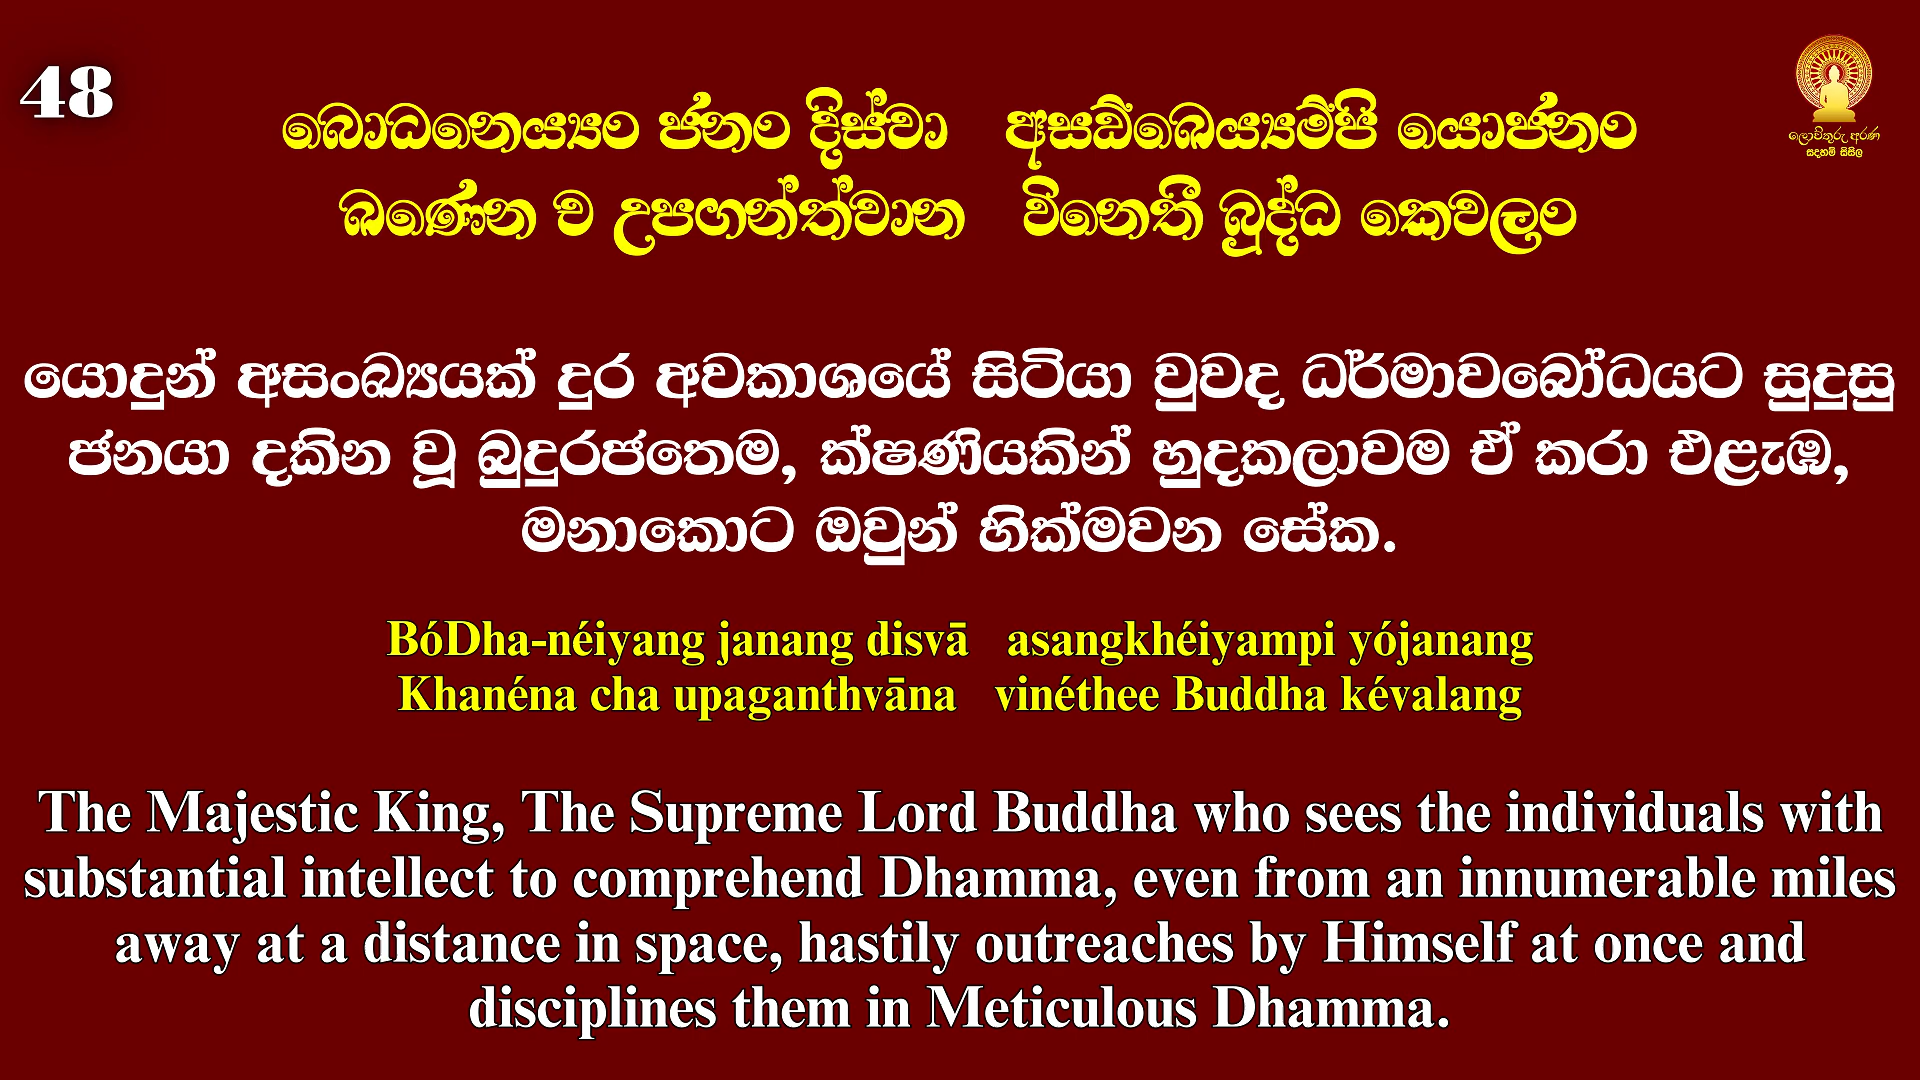 48
බොධනෙය්‍යං ජනං දිස්වා අසඞ්ඛෙය්‍යම්පි යොජනං
ඛණෙන ච උපගන්ත්වාන විනෙතී බුද්ධ කෙවලං
යොදුන් අසංඛ්‍යයක් දුර අවකාශයේ සිටියා වුවද ධර්මාවබෝධයට සුදුසු
ජනයා දකින වූ බුදුරජතෙම, ක්ෂණියකින් හුදකලාවම ඒ කරා එළැඹ,
මනාකොට ඔවුන් හික්මවන සේක.
BóDha-néiyang janang disvā asangkhéiyampi yójanang
Khanéna cha upaganthvāna vinéthee Buddha kévalang
The Majestic King, The Supreme Lord Buddha who sees the individuals with
substantial intellect to comprehend Dhamma, even from an innumerable miles
away at a distance in space, hastily outreaches by Himself at once and
disciplines them in Meticulous Dhamma.
ලොව්තුරු අරණ
සදහම් සිසිල